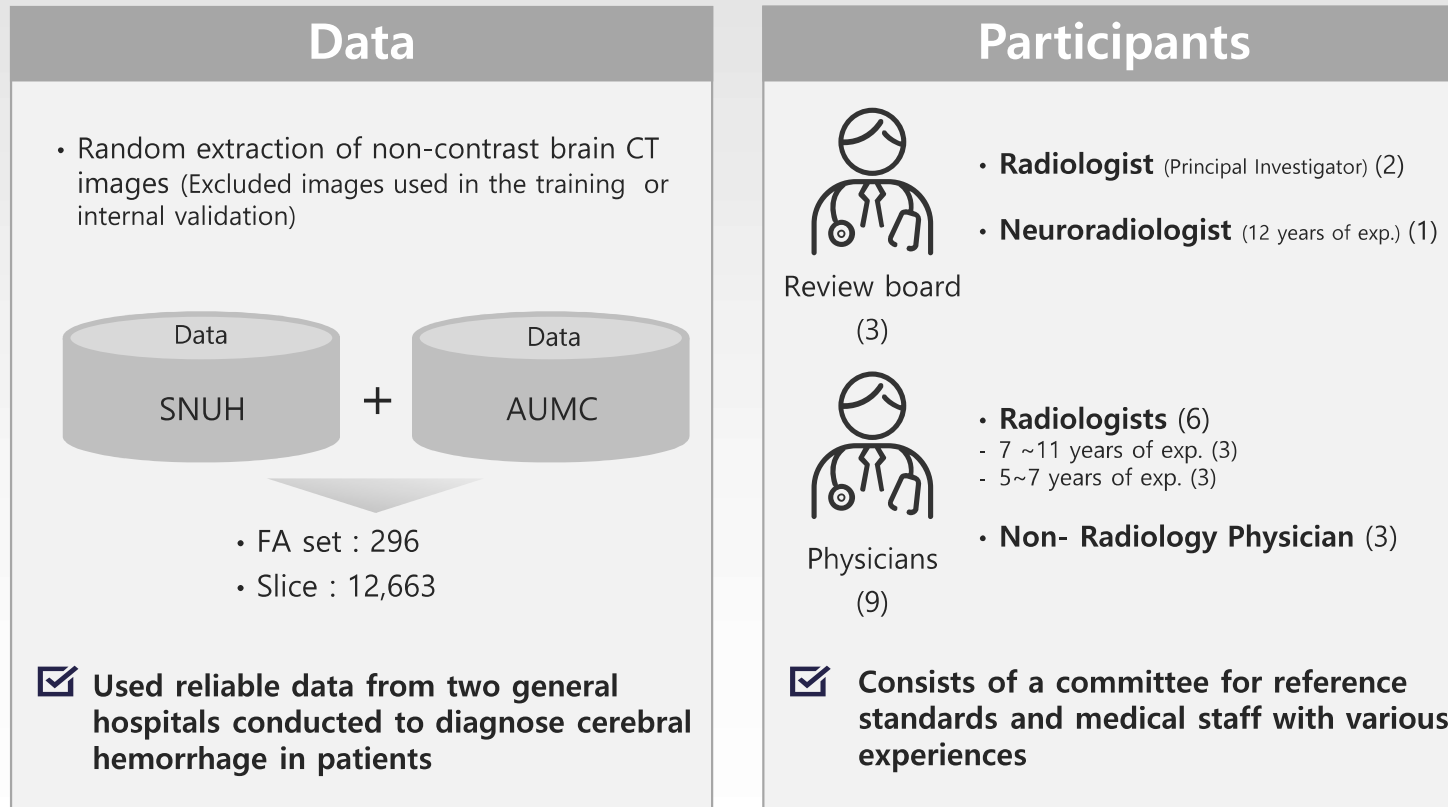 Data
• Random extraction of non-contrast brain CT
images (Excluded images used in the training or
internal validation)
Data
SNUH
+
Data
AUMC
• FA set : 296
• Slice : 12,663
Used reliable data from two general
hospitals conducted to diagnose cerebral
hemorrhage in patients
Participants
Review board
(3)
• Radiologist (Principal Investigator) (2)
• Neuroradiologist (12 years of exp.) (1)
Physicians
(9)
• Radiologists (6)
- 7 ~11 years of exp. (3)
- 5~7 years of exp. (3)
• Non- Radiology Physician (3)
Consists of a committee for reference
standards and medical staff with various
experiences